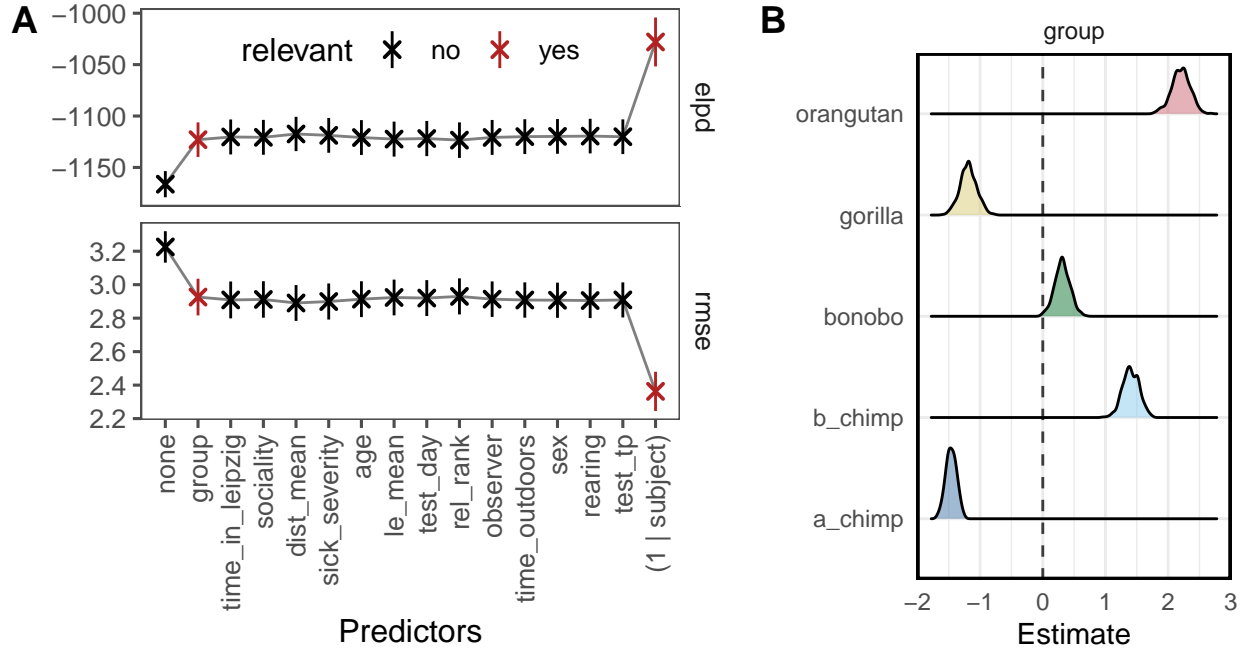 A
−1000
−1050
−1100
−1150
relevant no yes
elpd
3.2
3.0
2.8
2.6
2.4
2.2
rmse
none
group
time_in_leipzig
sociality
dist_mean
sick_severity
age
le_mean
test_day
rel_rank
observer
time_outdoors
sex
rearing
test_tp
(1 | subject)
Predictors
B
group
orangutan
gorilla
bonobo
b_chimp
a_chimp
−2 −1 0 1 2 3
Estimate